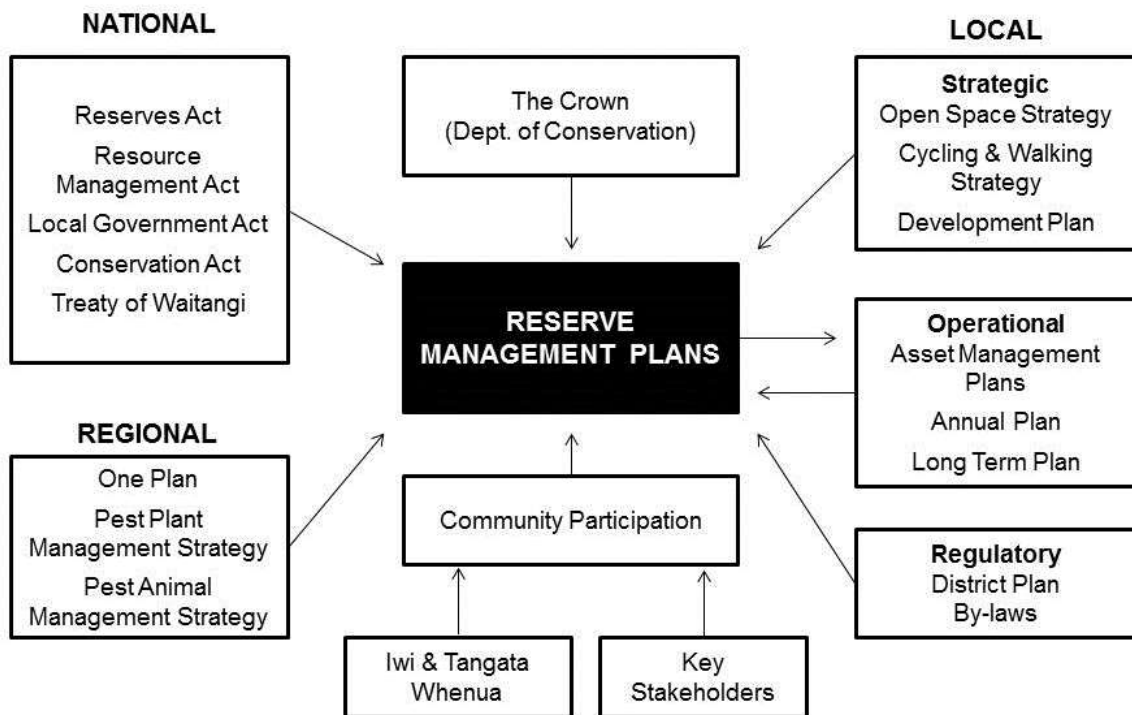 NATIONAL
Reserves Act
Resource
Management Act
Local Government Act
Conservation Act
Treaty of Waitangi
REGIONAL
One Plan
Pest Plant
Management Strategy
Pest Animal
Management Strategy
The Crown
(Dept. of Conservation)
RESERVE
MANAGEMENT PLANS
Community Participation
Iwi & Tangata
Whenua
Key
Stakeholders
LOCAL
Strategic
Open Space Strategy
Cycling & Walking
Strategy
Development Plan
Operational
Asset Management
Plans
Annual Plan
Long Term Plan
Regulatory
District Plan
By-laws